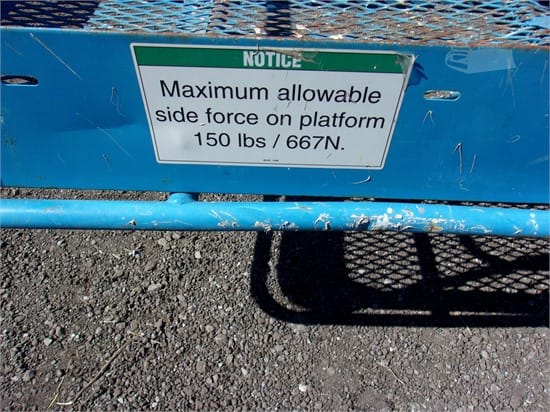 NOTICE
Maximum allowable
side force on platform
150 lbs / 667N.